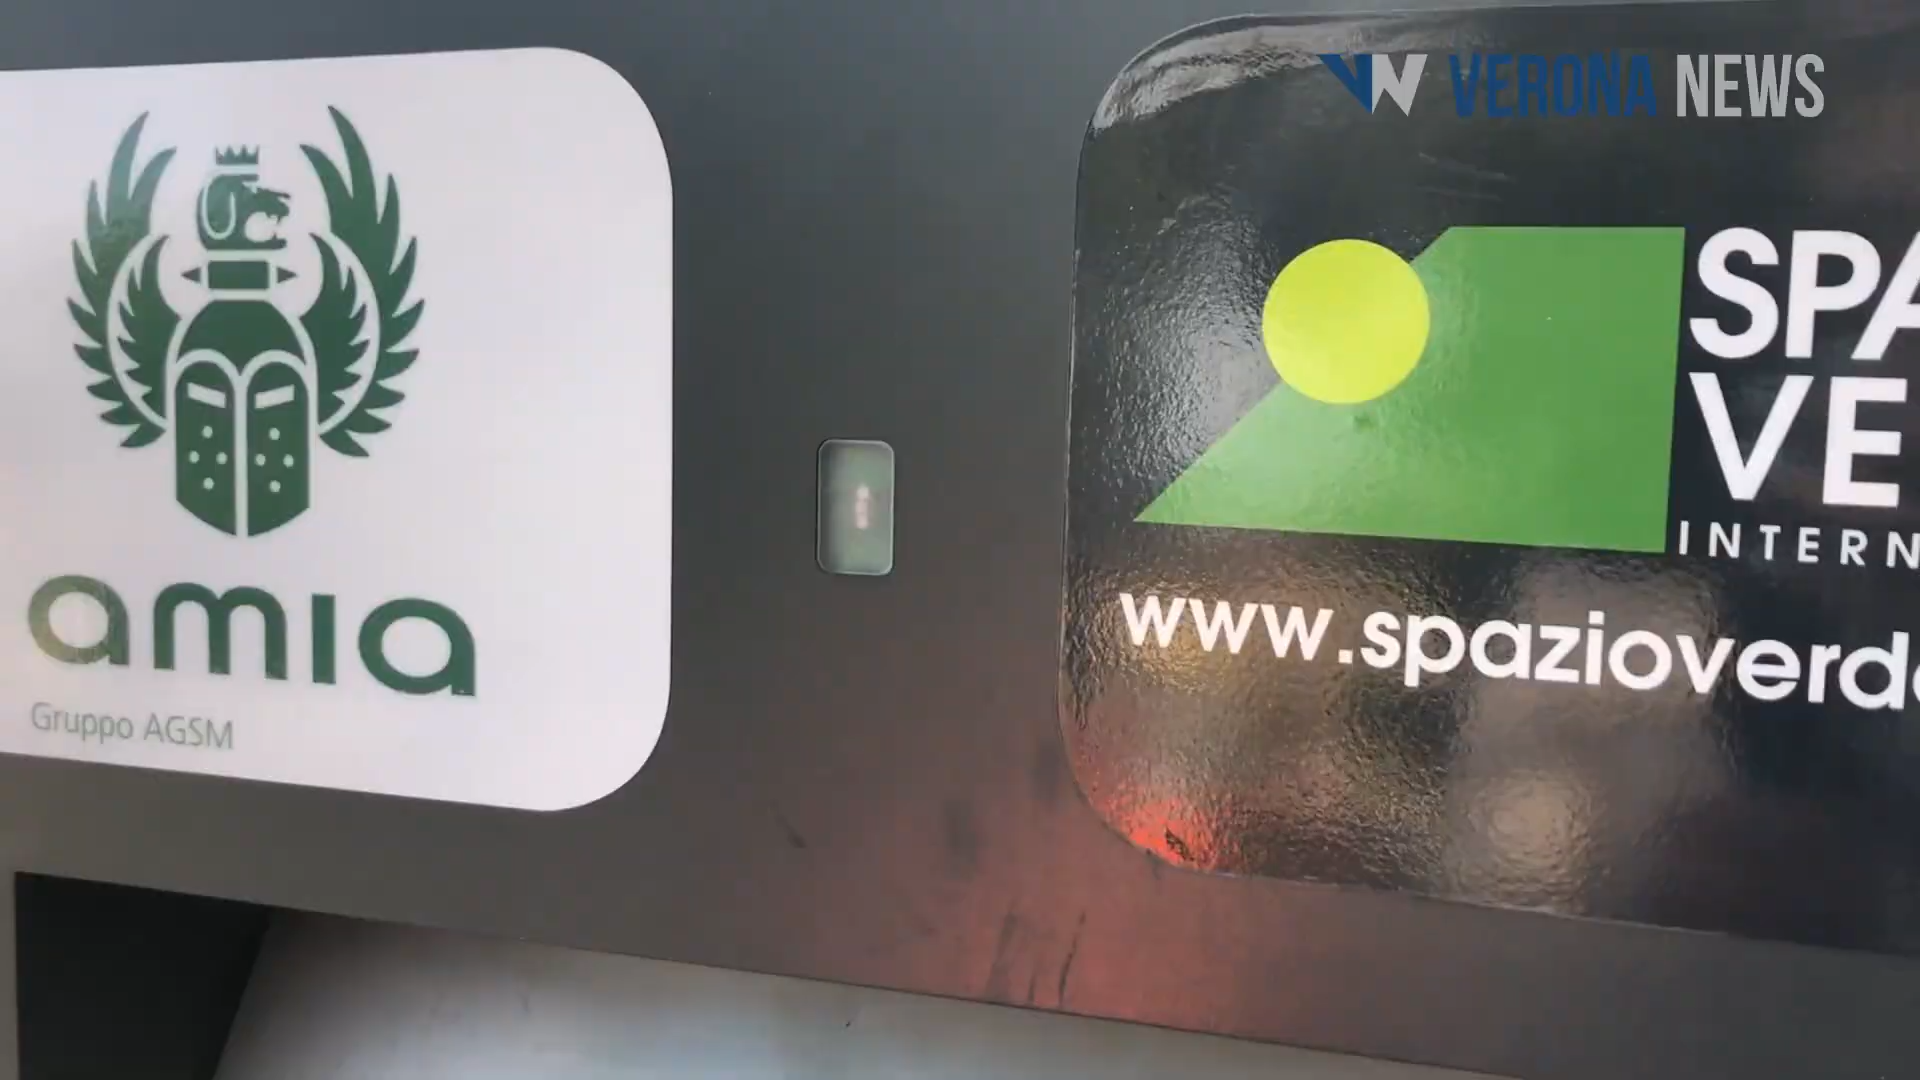 VERONA NEWS
amia
Gruppo AGSM
SPA
VE
INTERN
www.spazioverd